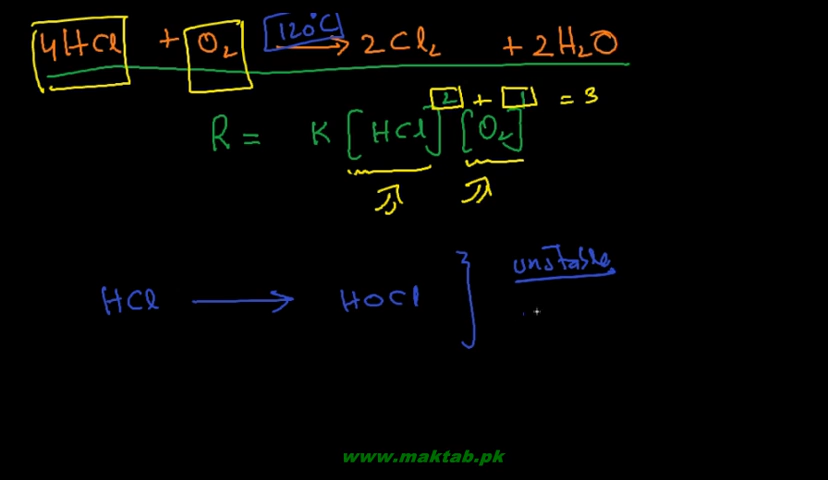 4HCl + O₂ 120°C → 2Cl₂ + 2H₂O
R = K [HCl]² + [O₂]¹ = 3
unstable
HCl → HOCl }
www.maktab.pk